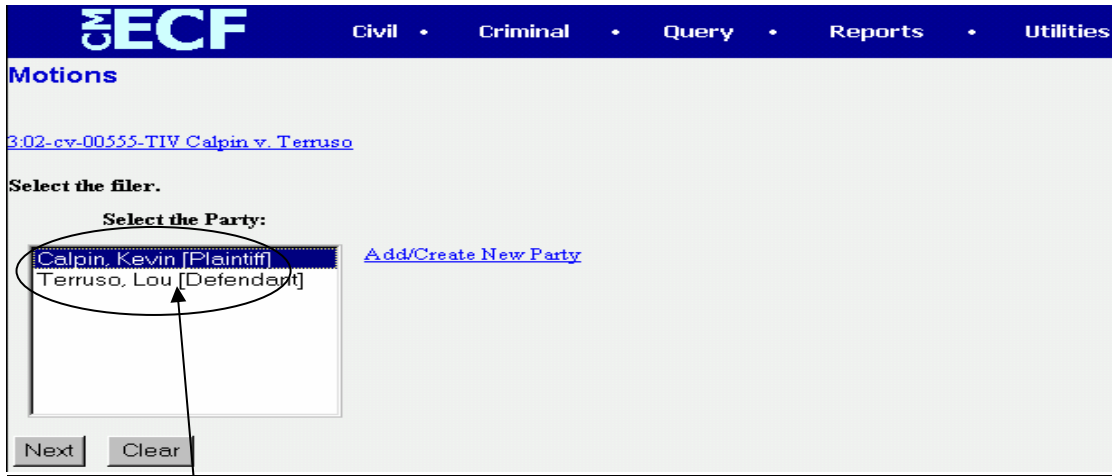 CM ECF Civil • Criminal • Query • Reports • Utilities
Motions
3:02-cv-00555-TIV Calpin v. Terruso
Select the filer.
Select the Party:
Calpin, Kevin [Plaintiff] Add/Create New Party
Terruso, Lou [Defendant]
Next Clear